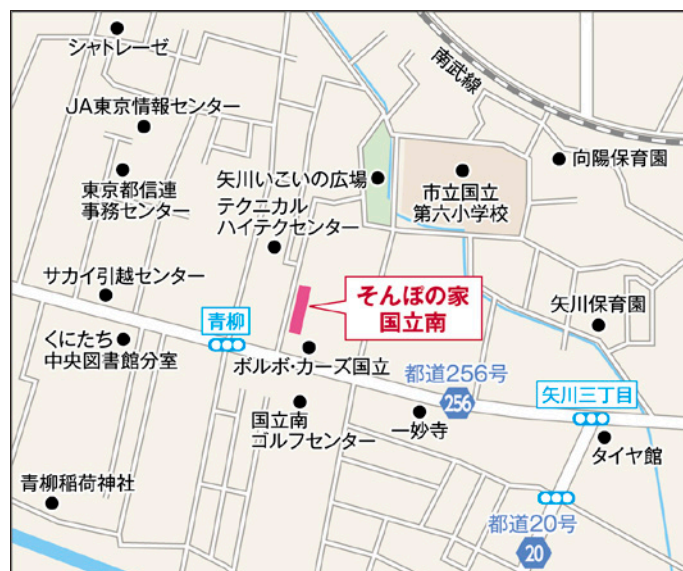 シャトレーゼ
南武線
JA東京情報センター
向陽保育園
東京都信連
事務センター
矢川いこいの広場
市立国立
第六小学校
テクニカル
ハイテクセンター
サカイ引越センター
そんぽの家
国立南
矢川保育園
青柳
くにたち
中央図書館分室
ボルボ・カーズ国立
都道256号
256
矢川三丁目
国立南
ゴルフセンター
一妙寺
タイヤ館
青柳稲荷神社
都道20号
20